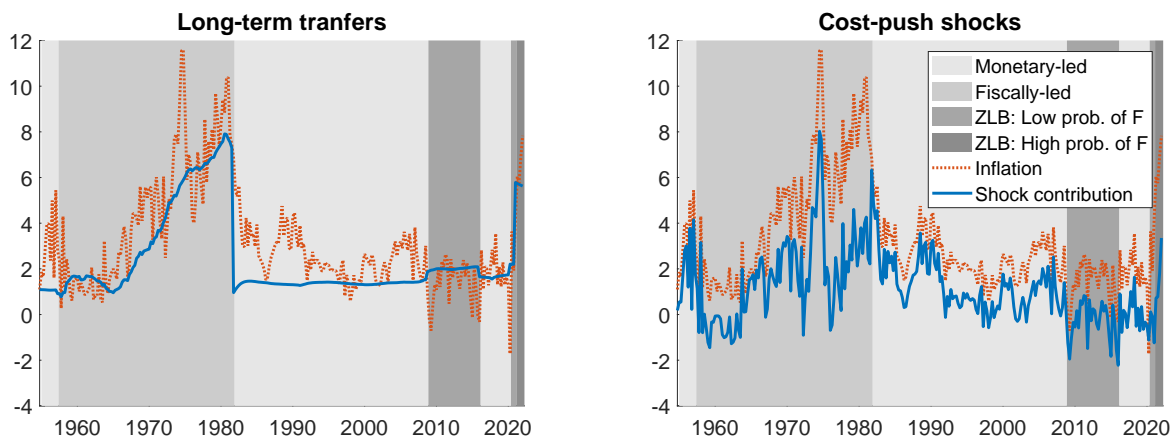 Long-term tranfers
12
10
8
6
4
2
0
-2
-4
1960 1970 1980 1990 2000 2010 2020
Cost-push shocks
12
10
8
6
4
2
0
-2
-4
1960 1970 1980 1990 2000 2010 2020
Monetary-led
Fiscally-led
ZLB: Low prob. of F
ZLB: High prob. of F
Inflation
Shock contribution